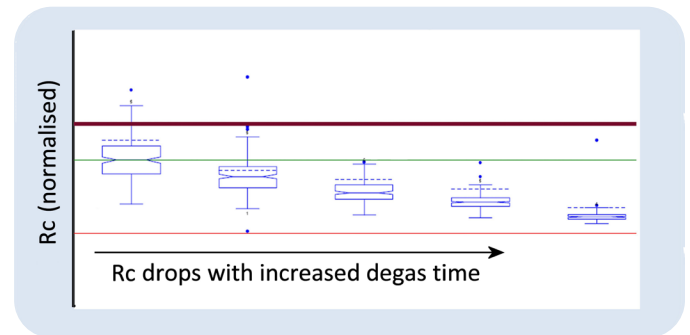 Rc (normalised)
Rc drops with increased degas time